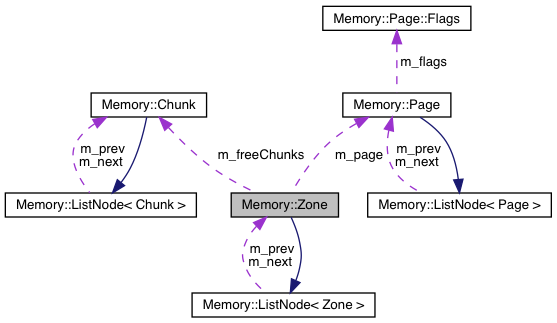 Memory::Page::Flags
m_flags
Memory::Chunk
Memory::Page
m_prev
m_next
m_freeChunks
m_page
m_prev
m_next
Memory::ListNode< Chunk >
Memory::Zone
Memory::ListNode< Page >
m_prev
m_next
Memory::ListNode< Zone >